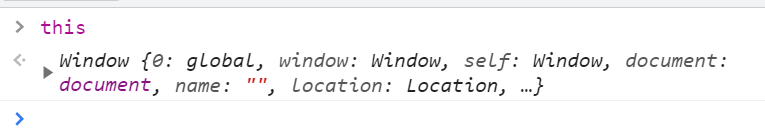 this
Window {0: global, window: Window, self: Window, document:
document, name: "", location: Location, …}